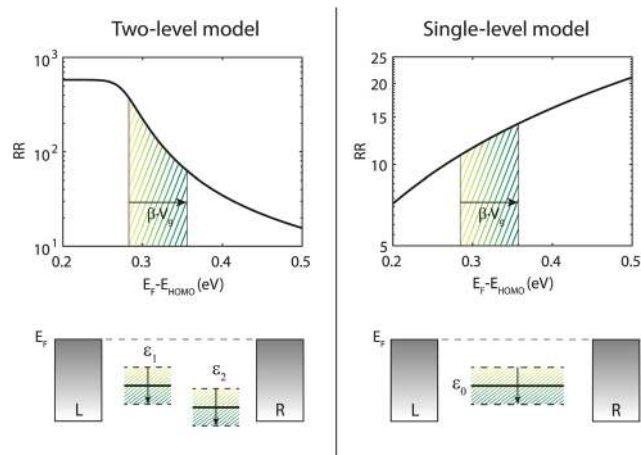 Two-level model
10³
10²
10¹
RR
β·V_g
0.2 0.3 0.4 0.5
E_F-E_HOMO (eV)
E_F
ε₁
ε₂
L
R
Single-level model
25
20
15
10
5
RR
β·V_g
0.2 0.3 0.4 0.5
E_F-E_HOMO (eV)
E_F
ε₀
L
R